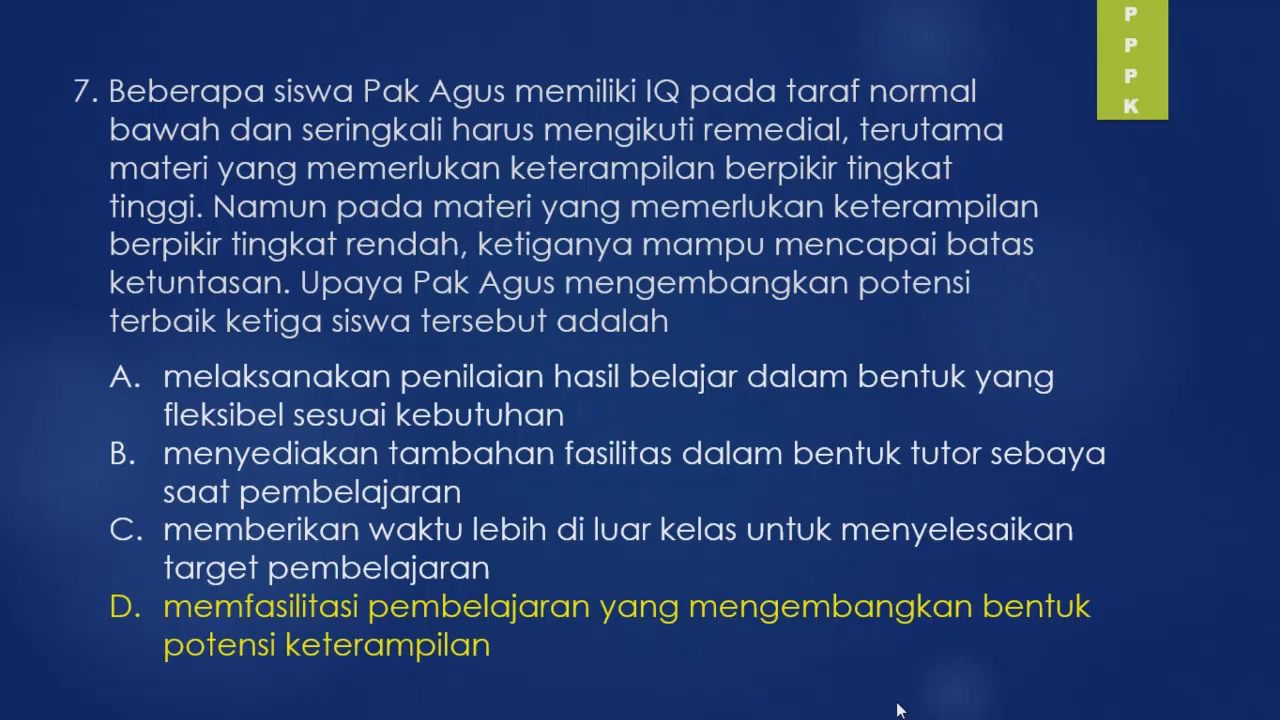 P
P
P
K
7. Beberapa siswa Pak Agus memiliki IQ pada taraf normal
bawah dan seringkali harus mengikuti remedial, terutama
materi yang memerlukan keterampilan berpikir tingkat
tinggi. Namun pada materi yang memerlukan keterampilan
berpikir tingkat rendah, ketiganya mampu mencapai batas
ketuntasan. Upaya Pak Agus mengembangkan potensi
terbaik ketiga siswa tersebut adalah
A. melaksanakan penilaian hasil belajar dalam bentuk yang
fleksibel sesuai kebutuhan
B. menyediakan tambahan fasilitas dalam bentuk tutor sebaya
saat pembelajaran
C. memberikan waktu lebih di luar kelas untuk menyelesaikan
target pembelajaran
D. memfasilitasi pembelajaran yang mengembangkan bentuk
potensi keterampilan